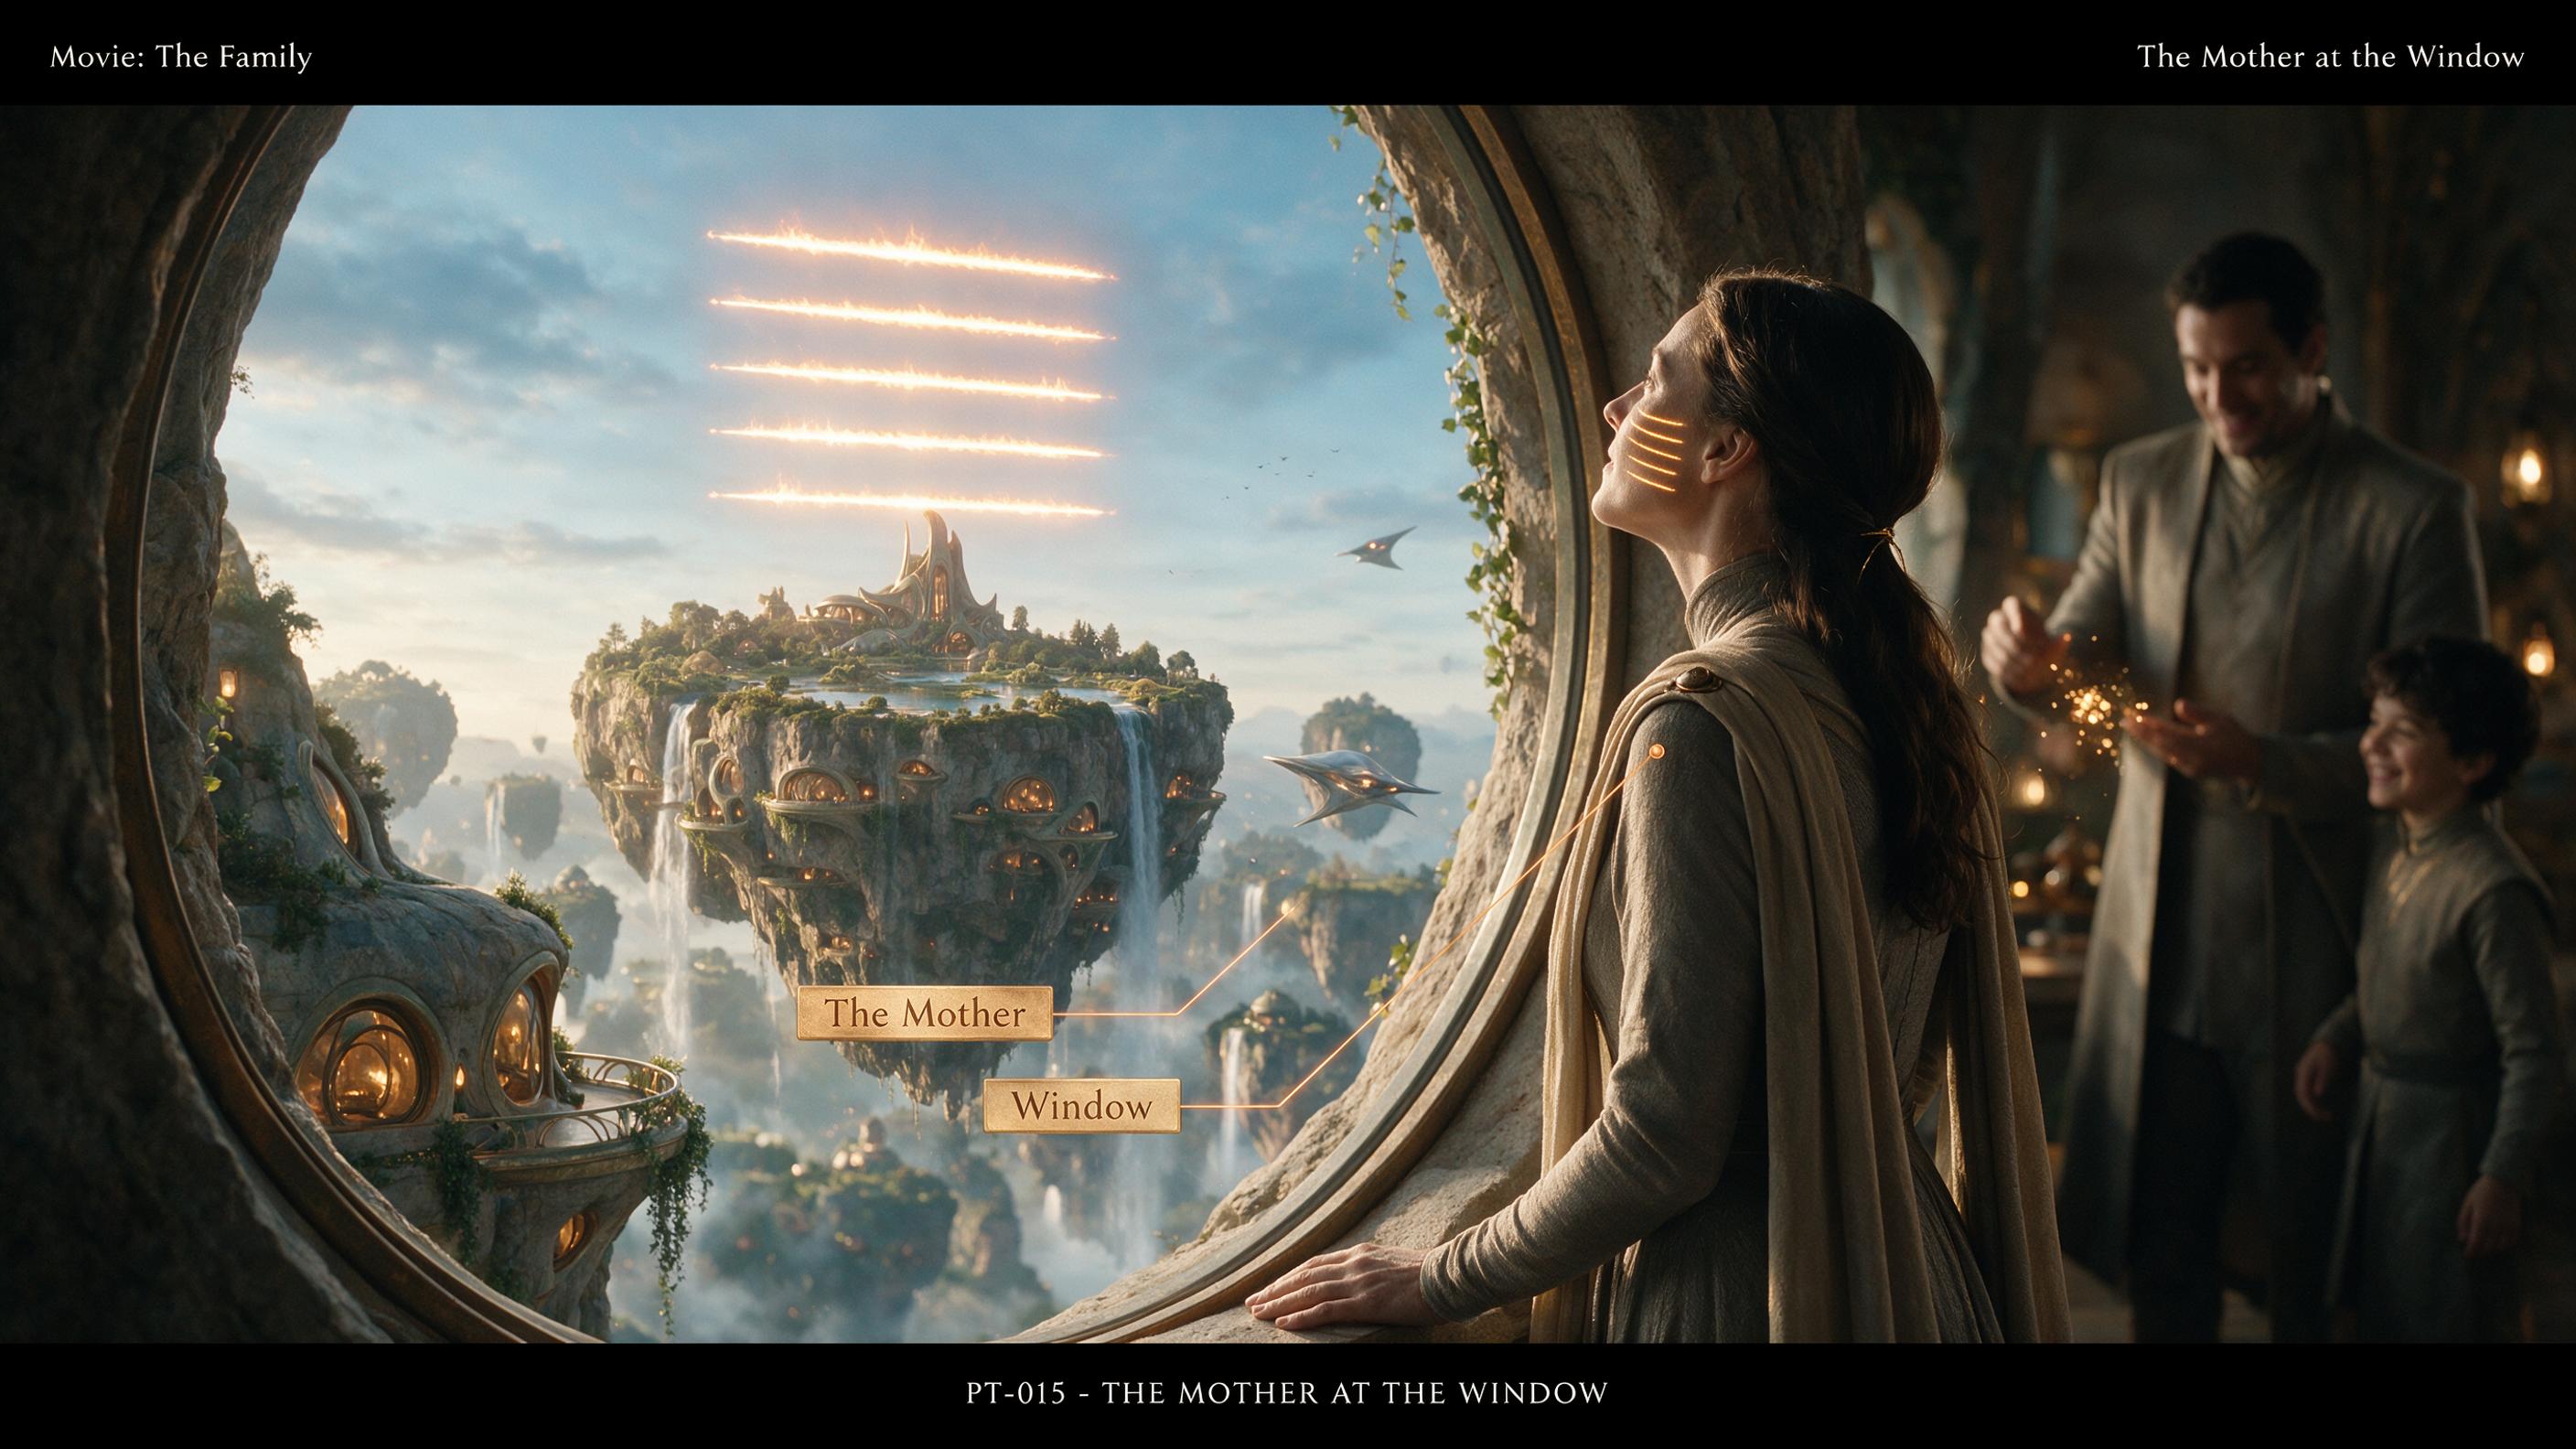 Movie: The Family
The Mother at the Window
The Mother
Window
PT-015 - THE MOTHER AT THE WINDOW